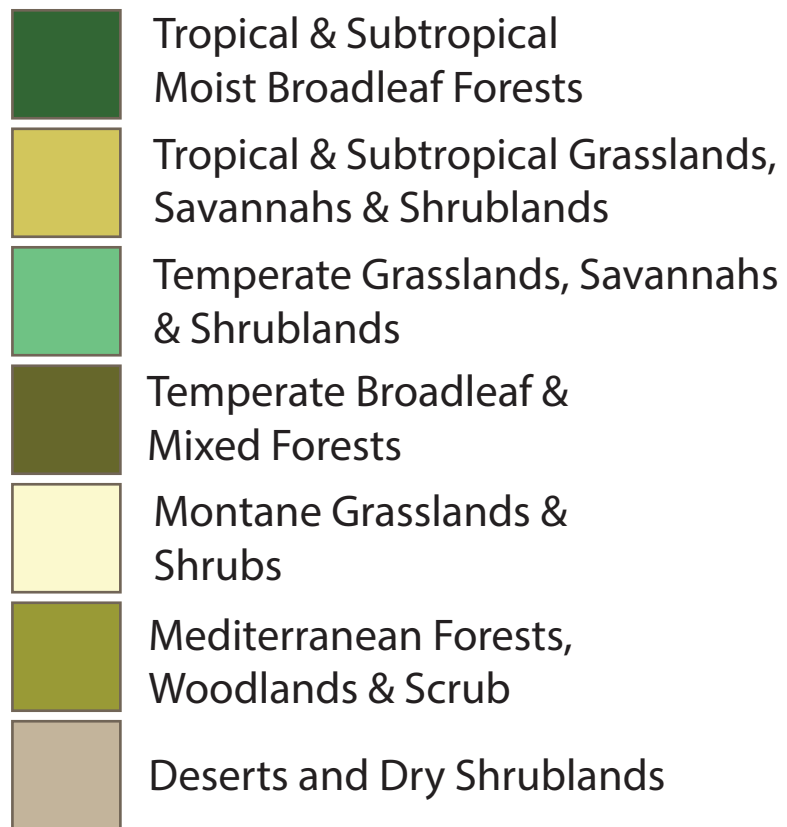 Tropical & Subtropical
Moist Broadleaf Forests
Tropical & Subtropical Grasslands,
Savannahs & Shrublands
Temperate Grasslands, Savannahs
& Shrublands
Temperate Broadleaf &
Mixed Forests
Montane Grasslands &
Shrubs
Mediterranean Forests,
Woodlands & Scrub
Deserts and Dry Shrublands